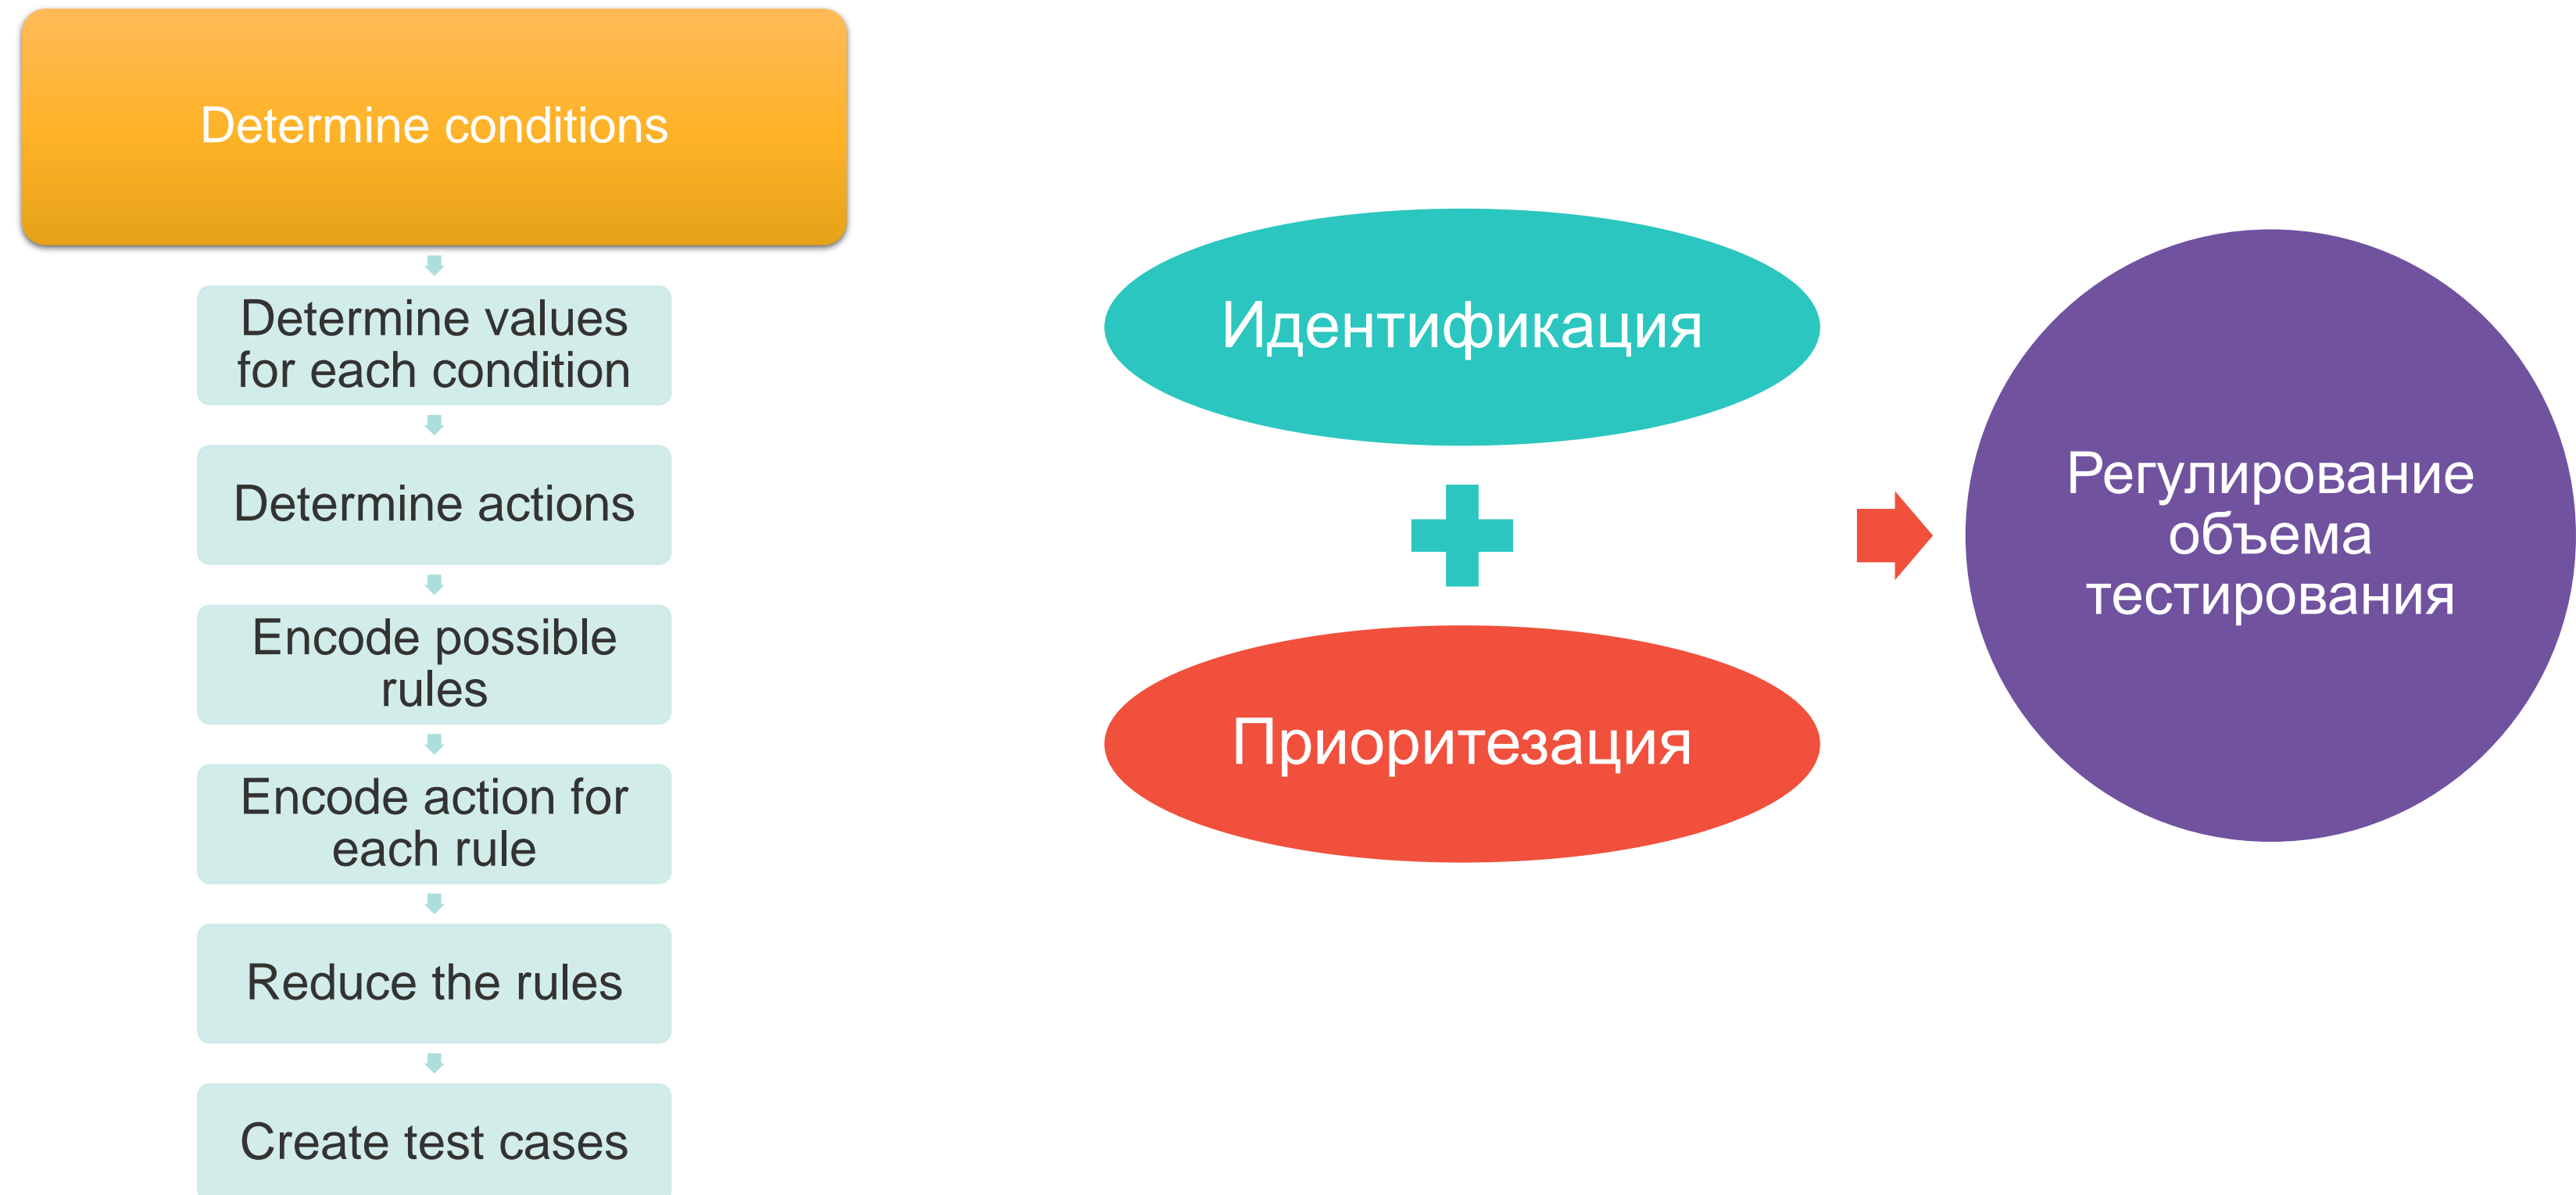 Determine conditions
Determine values
for each condition
Determine actions
Encode possible
rules
Encode action for
each rule
Reduce the rules
Create test cases
Идентификация
Приоритезация
Регулирование
объема
тестирования